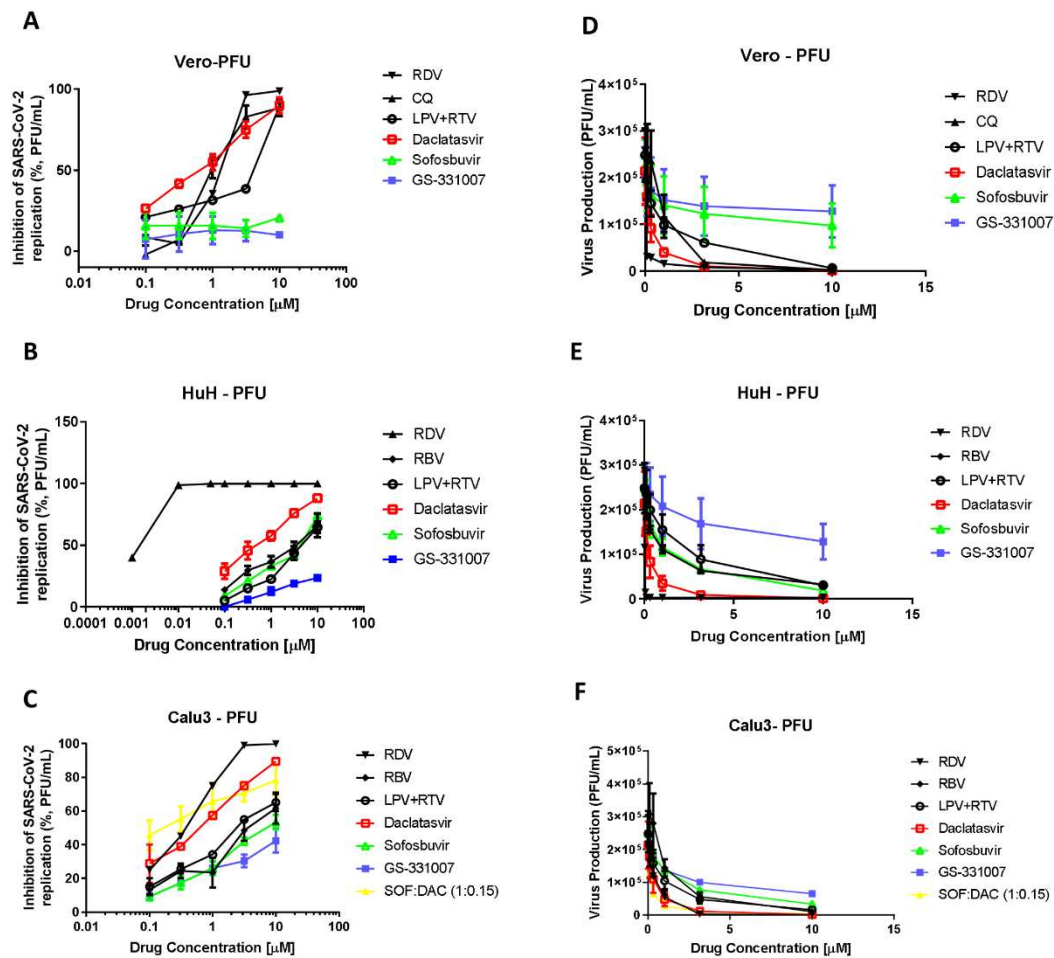 A
Vero-PFU
Inhibition of SARS-CoV-2
replication (%, PFU/mL)
100
50
0
0.01
0.1
1
10
100
Drug Concentration [µM]
RDV
CQ
LPV+RTV
Daclatasvir
Sofosbuvir
GS-331007
D
Vero - PFU
Virus Production (PFU/mL)
4×10⁵
3×10⁵
2×10⁵
1×10⁵
0
0
5
10
15
Drug Concentration [µM]
RDV
CQ
LPV+RTV
Daclatasvir
Sofosbuvir
GS-331007
B
HuH - PFU
Inhibition of SARS-CoV-2
replication (%, PFU/mL)
150
100
50
0
0.0001
0.001
0.01
0.1
1
10
100
Drug Concentration [µM]
RDV
RBV
LPV+RTV
Daclatasvir
Sofosbuvir
GS-331007
E
HuH - PFU
Virus Production (PFU/mL)
4×10⁵
3×10⁵
2×10⁵
1×10⁵
0
0
5
10
15
Drug Concentration [µM]
RDV
RBV
LPV+RTV
Daclatasvir
Sofosbuvir
GS-331007
C
Calu3 - PFU
Inhibition of SARS-CoV-2
replication (%, PFU/mL)
100
80
60
40
20
0
0.01
0.1
1
10
100
Drug Concentration [µM]
RDV
RBV
LPV+RTV
Daclatasvir
Sofosbuvir
GS-331007
SOF:DAC (1:0.15)
F
Calu3- PFU
Virus Production (PFU/mL)
5×10⁵
4×10⁵
3×10⁵
2×10⁵
1×10⁵
0
0
5
10
15
Drug Concentration [µM]
RDV
RBV
LPV+RTV
Daclatasvir
Sofosbuvir
GS-331007
SOF:DAC (1:0.15)